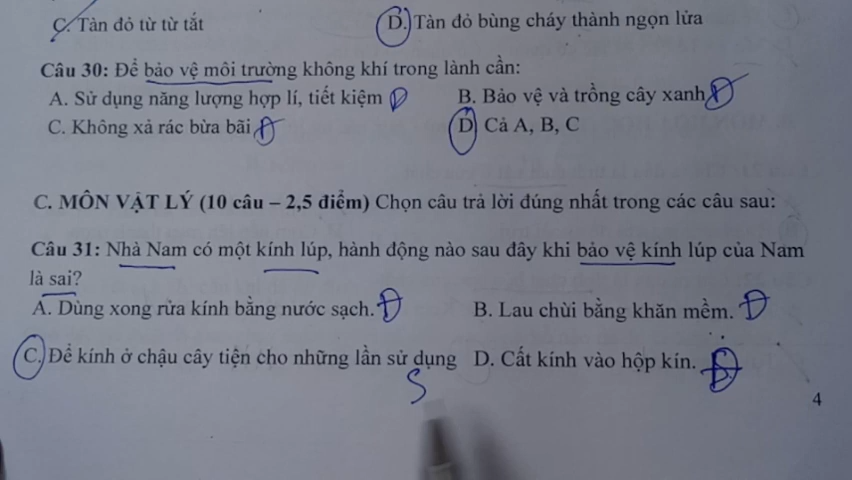 C. Tàn đỏ từ từ tắt D. Tàn đỏ bùng cháy thành ngọn lửa
Câu 30: Để bảo vệ môi trường không khí trong lành cần:
A. Sử dụng năng lượng hợp lí, tiết kiệm Đ B. Bảo vệ và trồng cây xanh Đ
C. Không xả rác bừa bãi Đ D. Cả A, B, C
C. MÔN VẬT LÝ (10 câu – 2,5 điểm) Chọn câu trả lời đúng nhất trong các câu sau:
Câu 31: Nhà Nam có một kính lúp, hành động nào sau đây khi bảo vệ kính lúp của Nam
là sai?
A. Dùng xong rửa kính bằng nước sạch. Đ B. Lau chùi bằng khăn mềm. Đ
C. Để kính ở chậu cây tiện cho những lần sử dụng D. Cất kính vào hộp kín. Đ
S
4